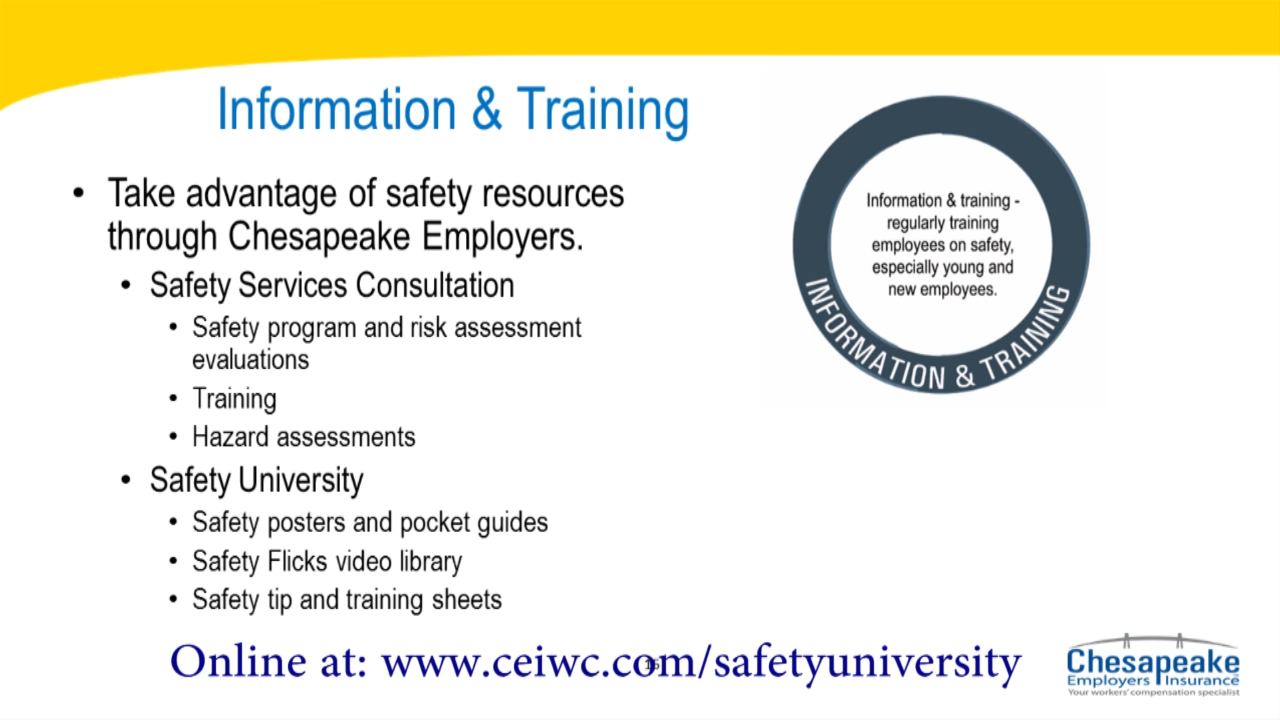 Information & Training
• Take advantage of safety resources
through Chesapeake Employers.
• Safety Services Consultation
• Safety program and risk assessment
evaluations
• Training
• Hazard assessments
• Safety University
• Safety posters and pocket guides
• Safety Flicks video library
• Safety tip and training sheets
Information & training -
regularly training
employees on safety,
especially young and
new employees.
INFORMATION & TRAINING
Online at: www.ceiwc.com/safetyuniversity
Chesapeake
Employers Insurance
Your workers' compensation specialist